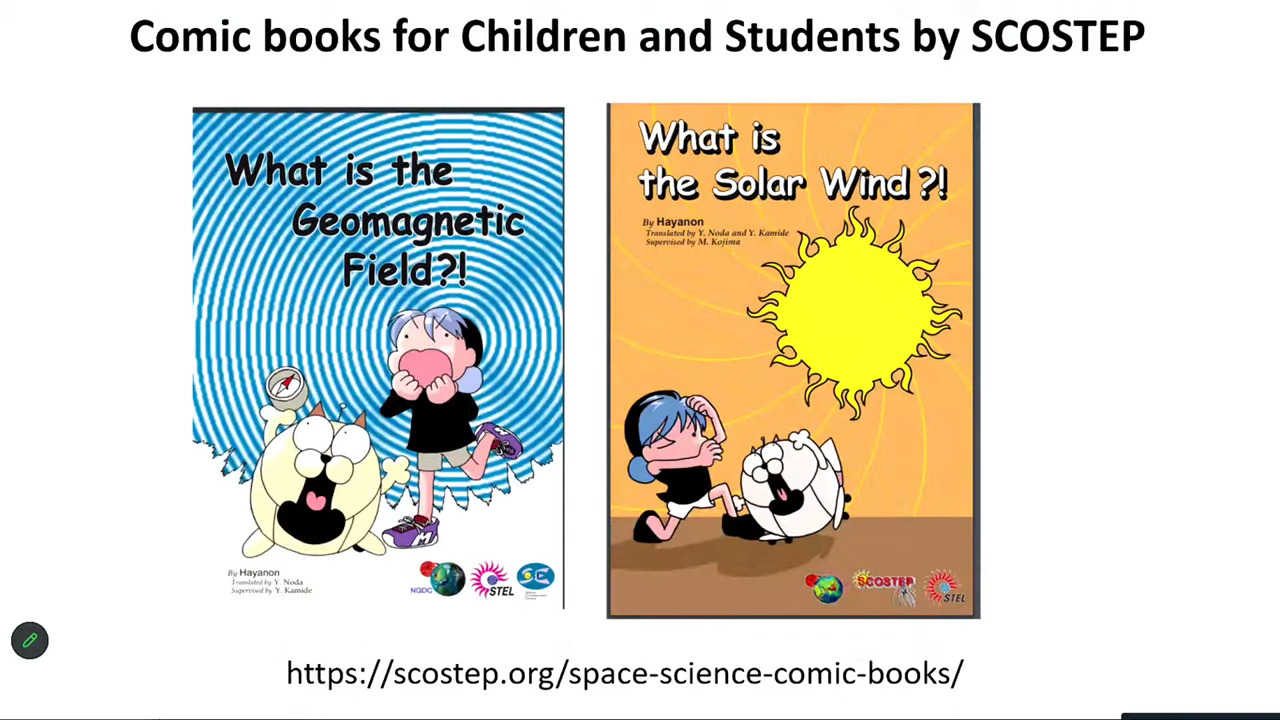 Comic books for Children and Students by SCOSTEP
What is the
Geomagnetic
Field?!
By Hayanon
Translated by Y. Noda
Supervised by Y. Kamide
NGDC
STEL
What is
the Solar Wind?!
By Hayanon
Translated by Y. Noda and Y. Kamide
Supervised by M. Kojima
SCOSTEP
STEL
https://scostep.org/space-science-comic-books/